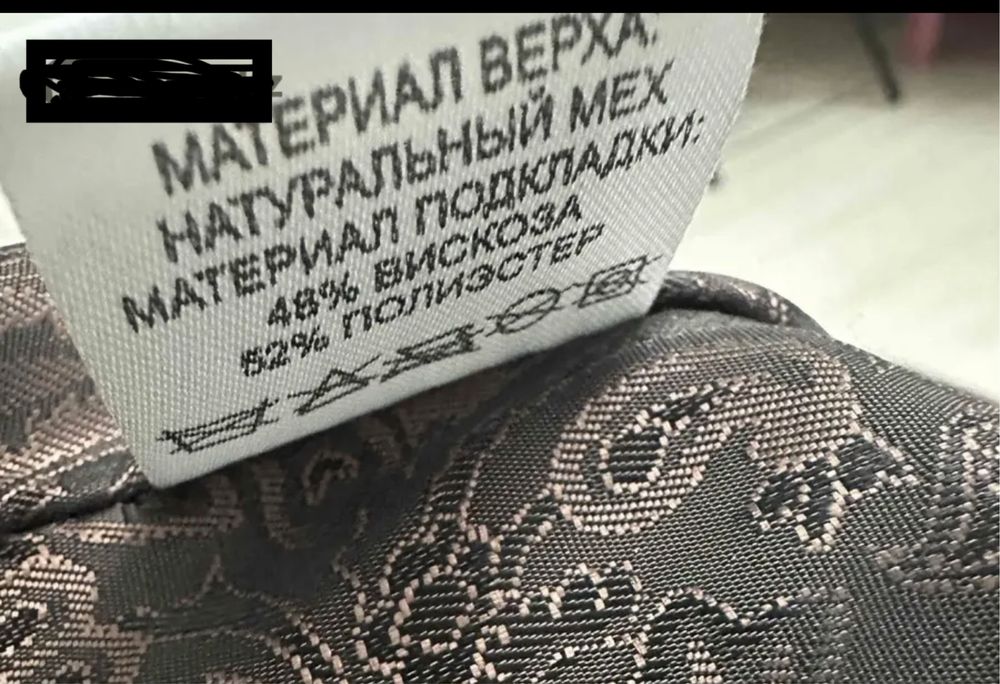 МАТЕРИАЛ ВЕРХА:
НАТУРАЛЬНЫЙ МЕХ
МАТЕРИАЛ ПОДКЛАДКИ:
48% ВИСКОЗА
52% ПОЛИЭСТЕР